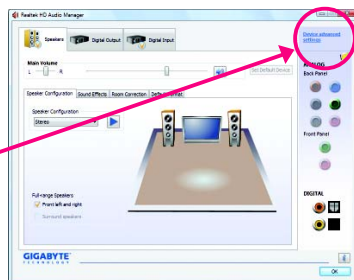 Realtek HD Audio Manager
Speakers
Digital Output
Digital Input
Device advanced
settings
Main Volume
L
R
Set Default Device
ANALOG
Back Panel
Speaker Configuration
Sound Effects
Room Correction
Default Format
Speaker Configuration
Stereo
Front Panel
Full-range Speakers
Front left and right
Surround speakers
DIGITAL
GIGABYTE
TECHNOLOGY
OK